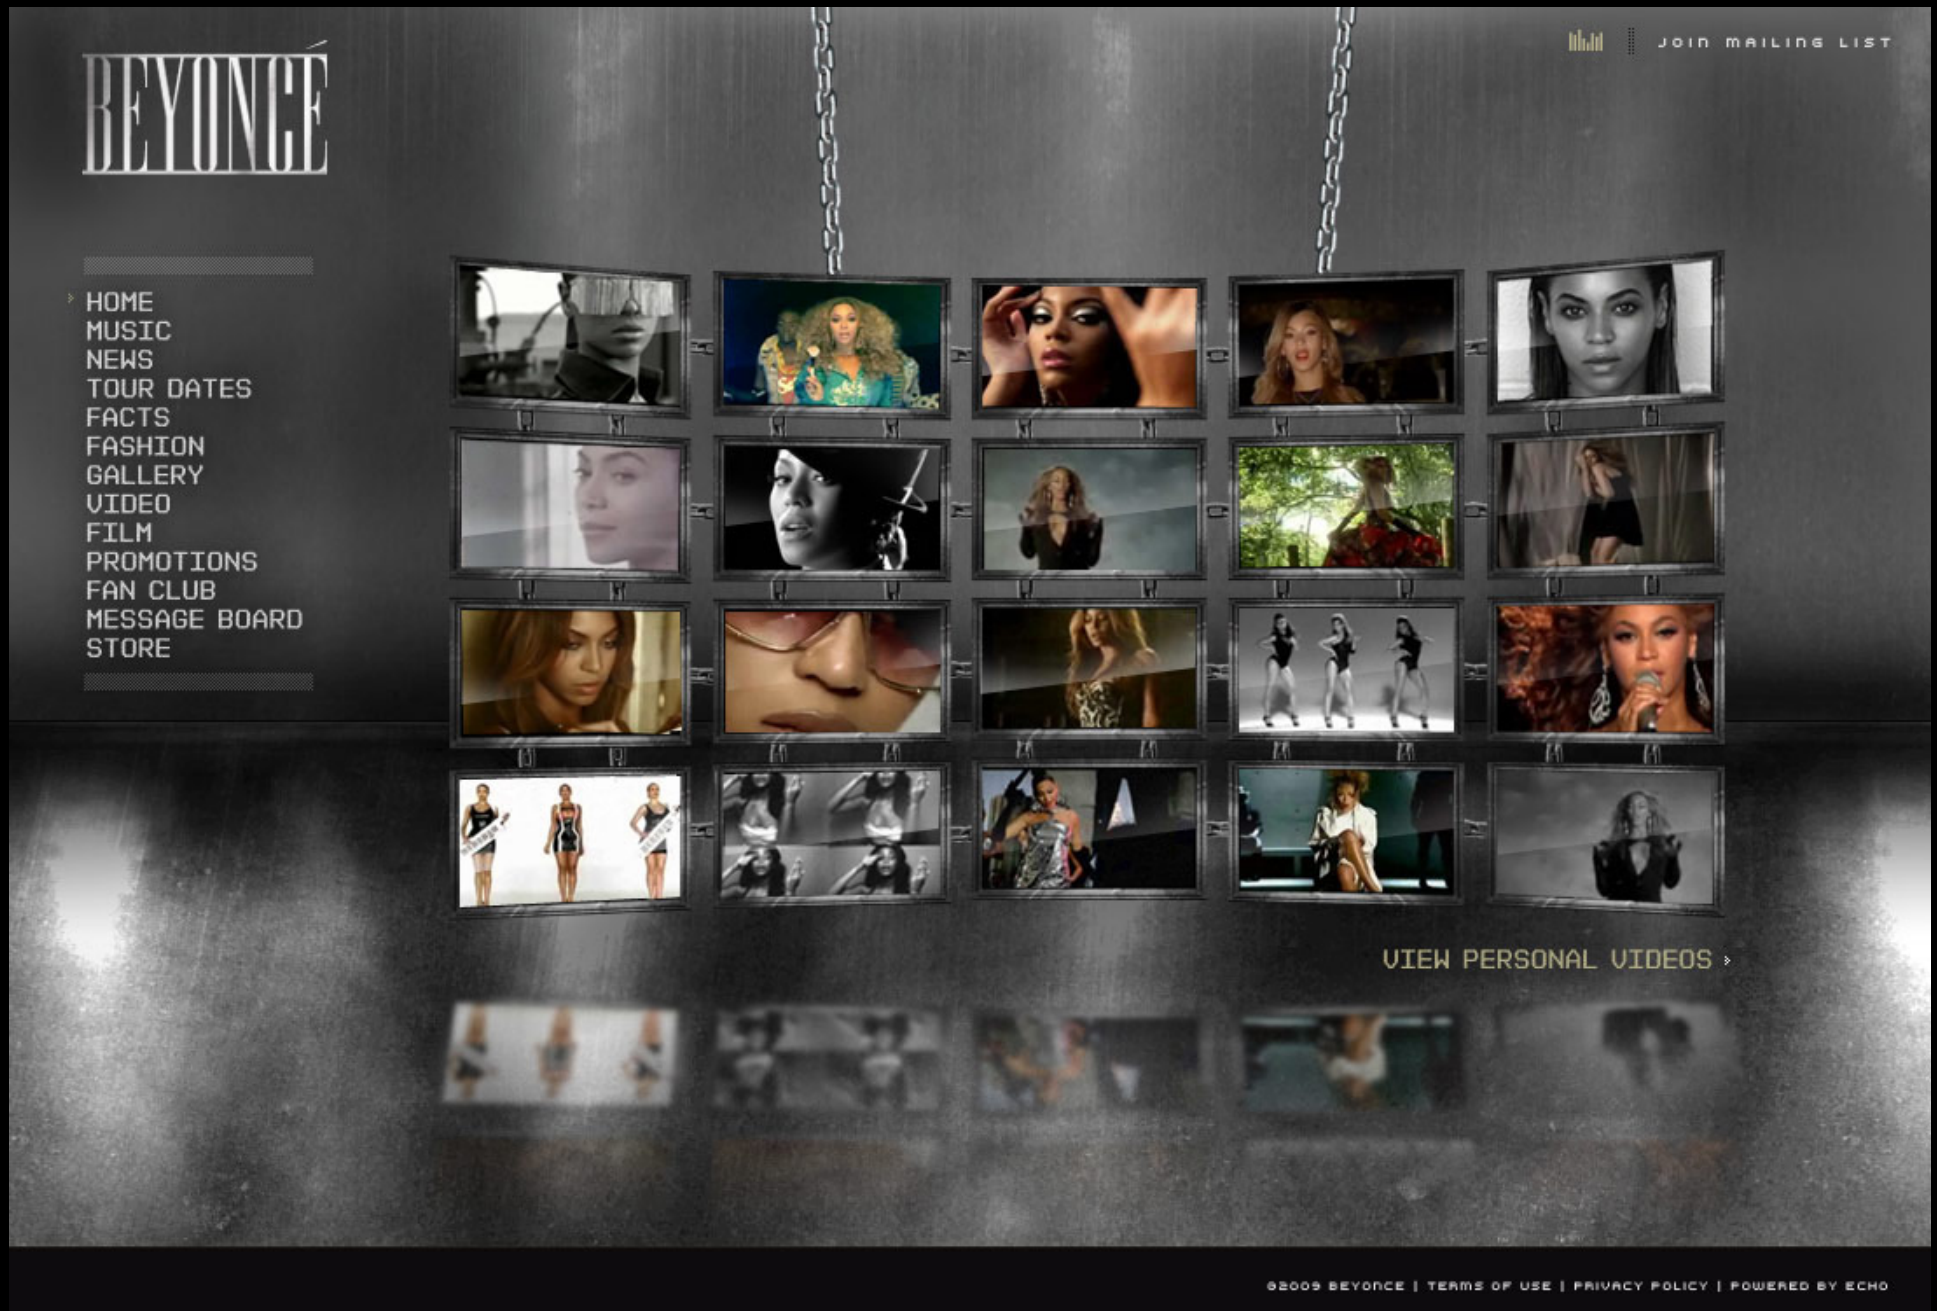 BEYONCÉ
JOIN MAILING LIST
HOME
MUSIC
NEWS
TOUR DATES
FACTS
FASHION
GALLERY
VIDEO
FILM
PROMOTIONS
FAN CLUB
MESSAGE BOARD
STORE
VIEW PERSONAL VIDEOS
©2009 BEYONCE | TERMS OF USE | PRIVACY POLICY | POWERED BY ECHO